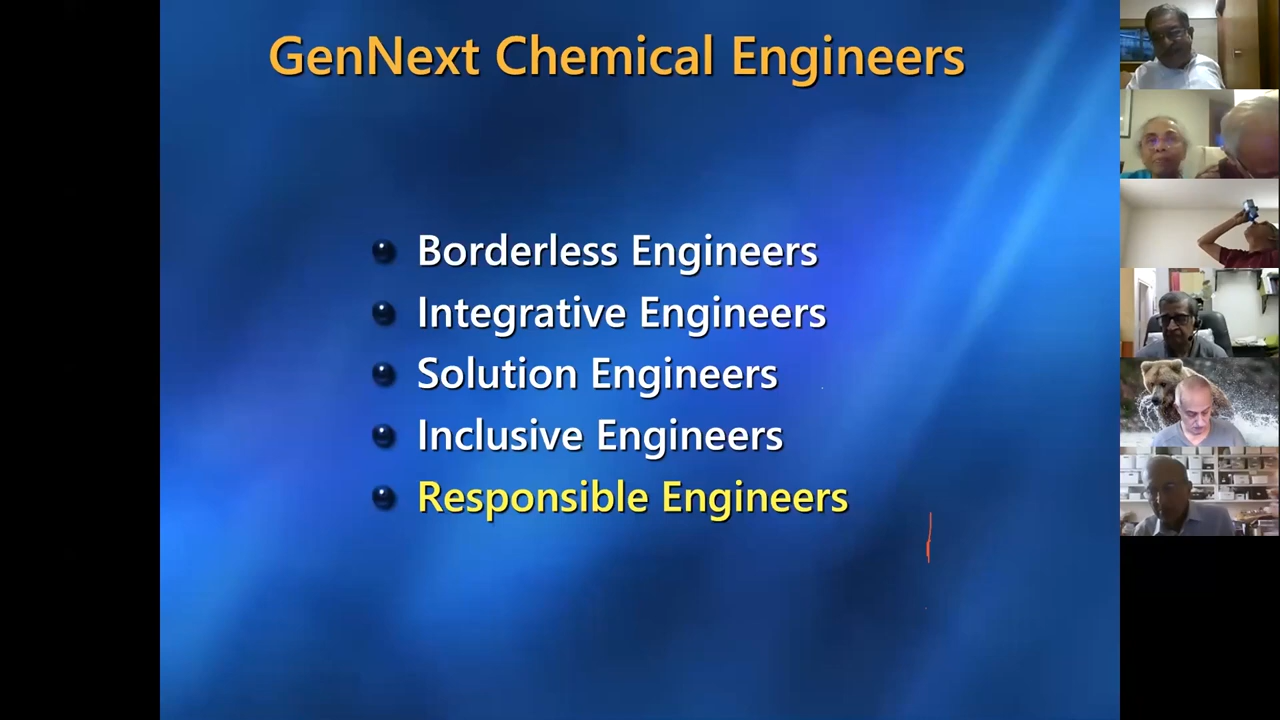 GenNext Chemical Engineers
Borderless Engineers
Integrative Engineers
Solution Engineers
Inclusive Engineers
Responsible Engineers